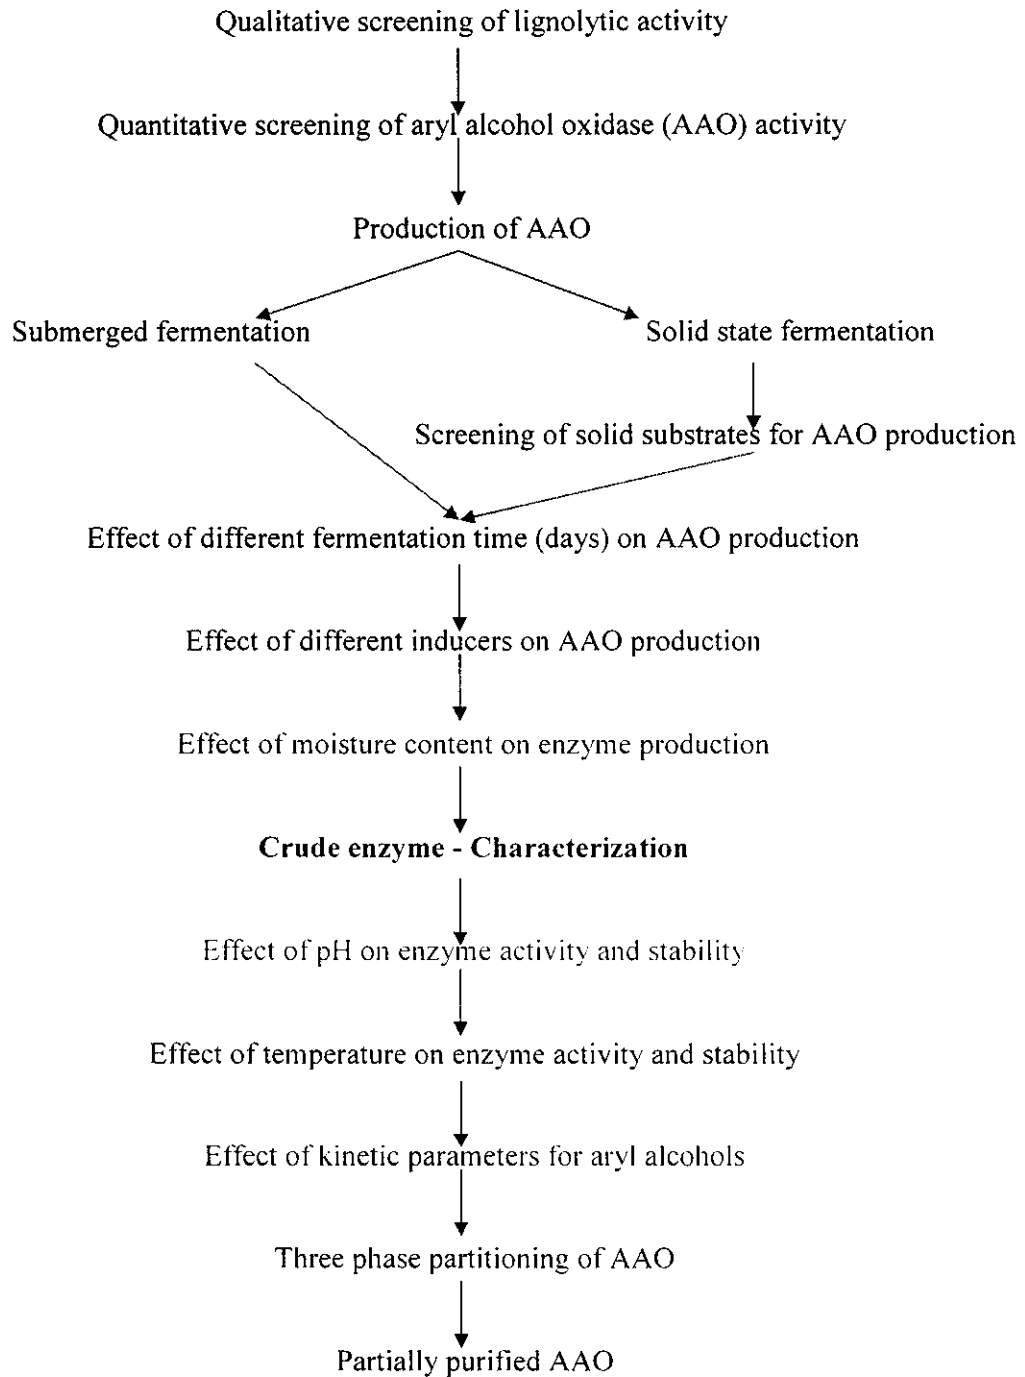 Qualitative screening of lignolytic activity
Quantitative screening of aryl alcohol oxidase (AAO) activity
Production of AAO
Submerged fermentation
Solid state fermentation
Screening of solid substrates for AAO production
Effect of different fermentation time (days) on AAO production
Effect of different inducers on AAO production
Effect of moisture content on enzyme production
Crude enzyme - Characterization
Effect of pH on enzyme activity and stability
Effect of temperature on enzyme activity and stability
Effect of kinetic parameters for aryl alcohols
Three phase partitioning of AAO
Partially purified AAO